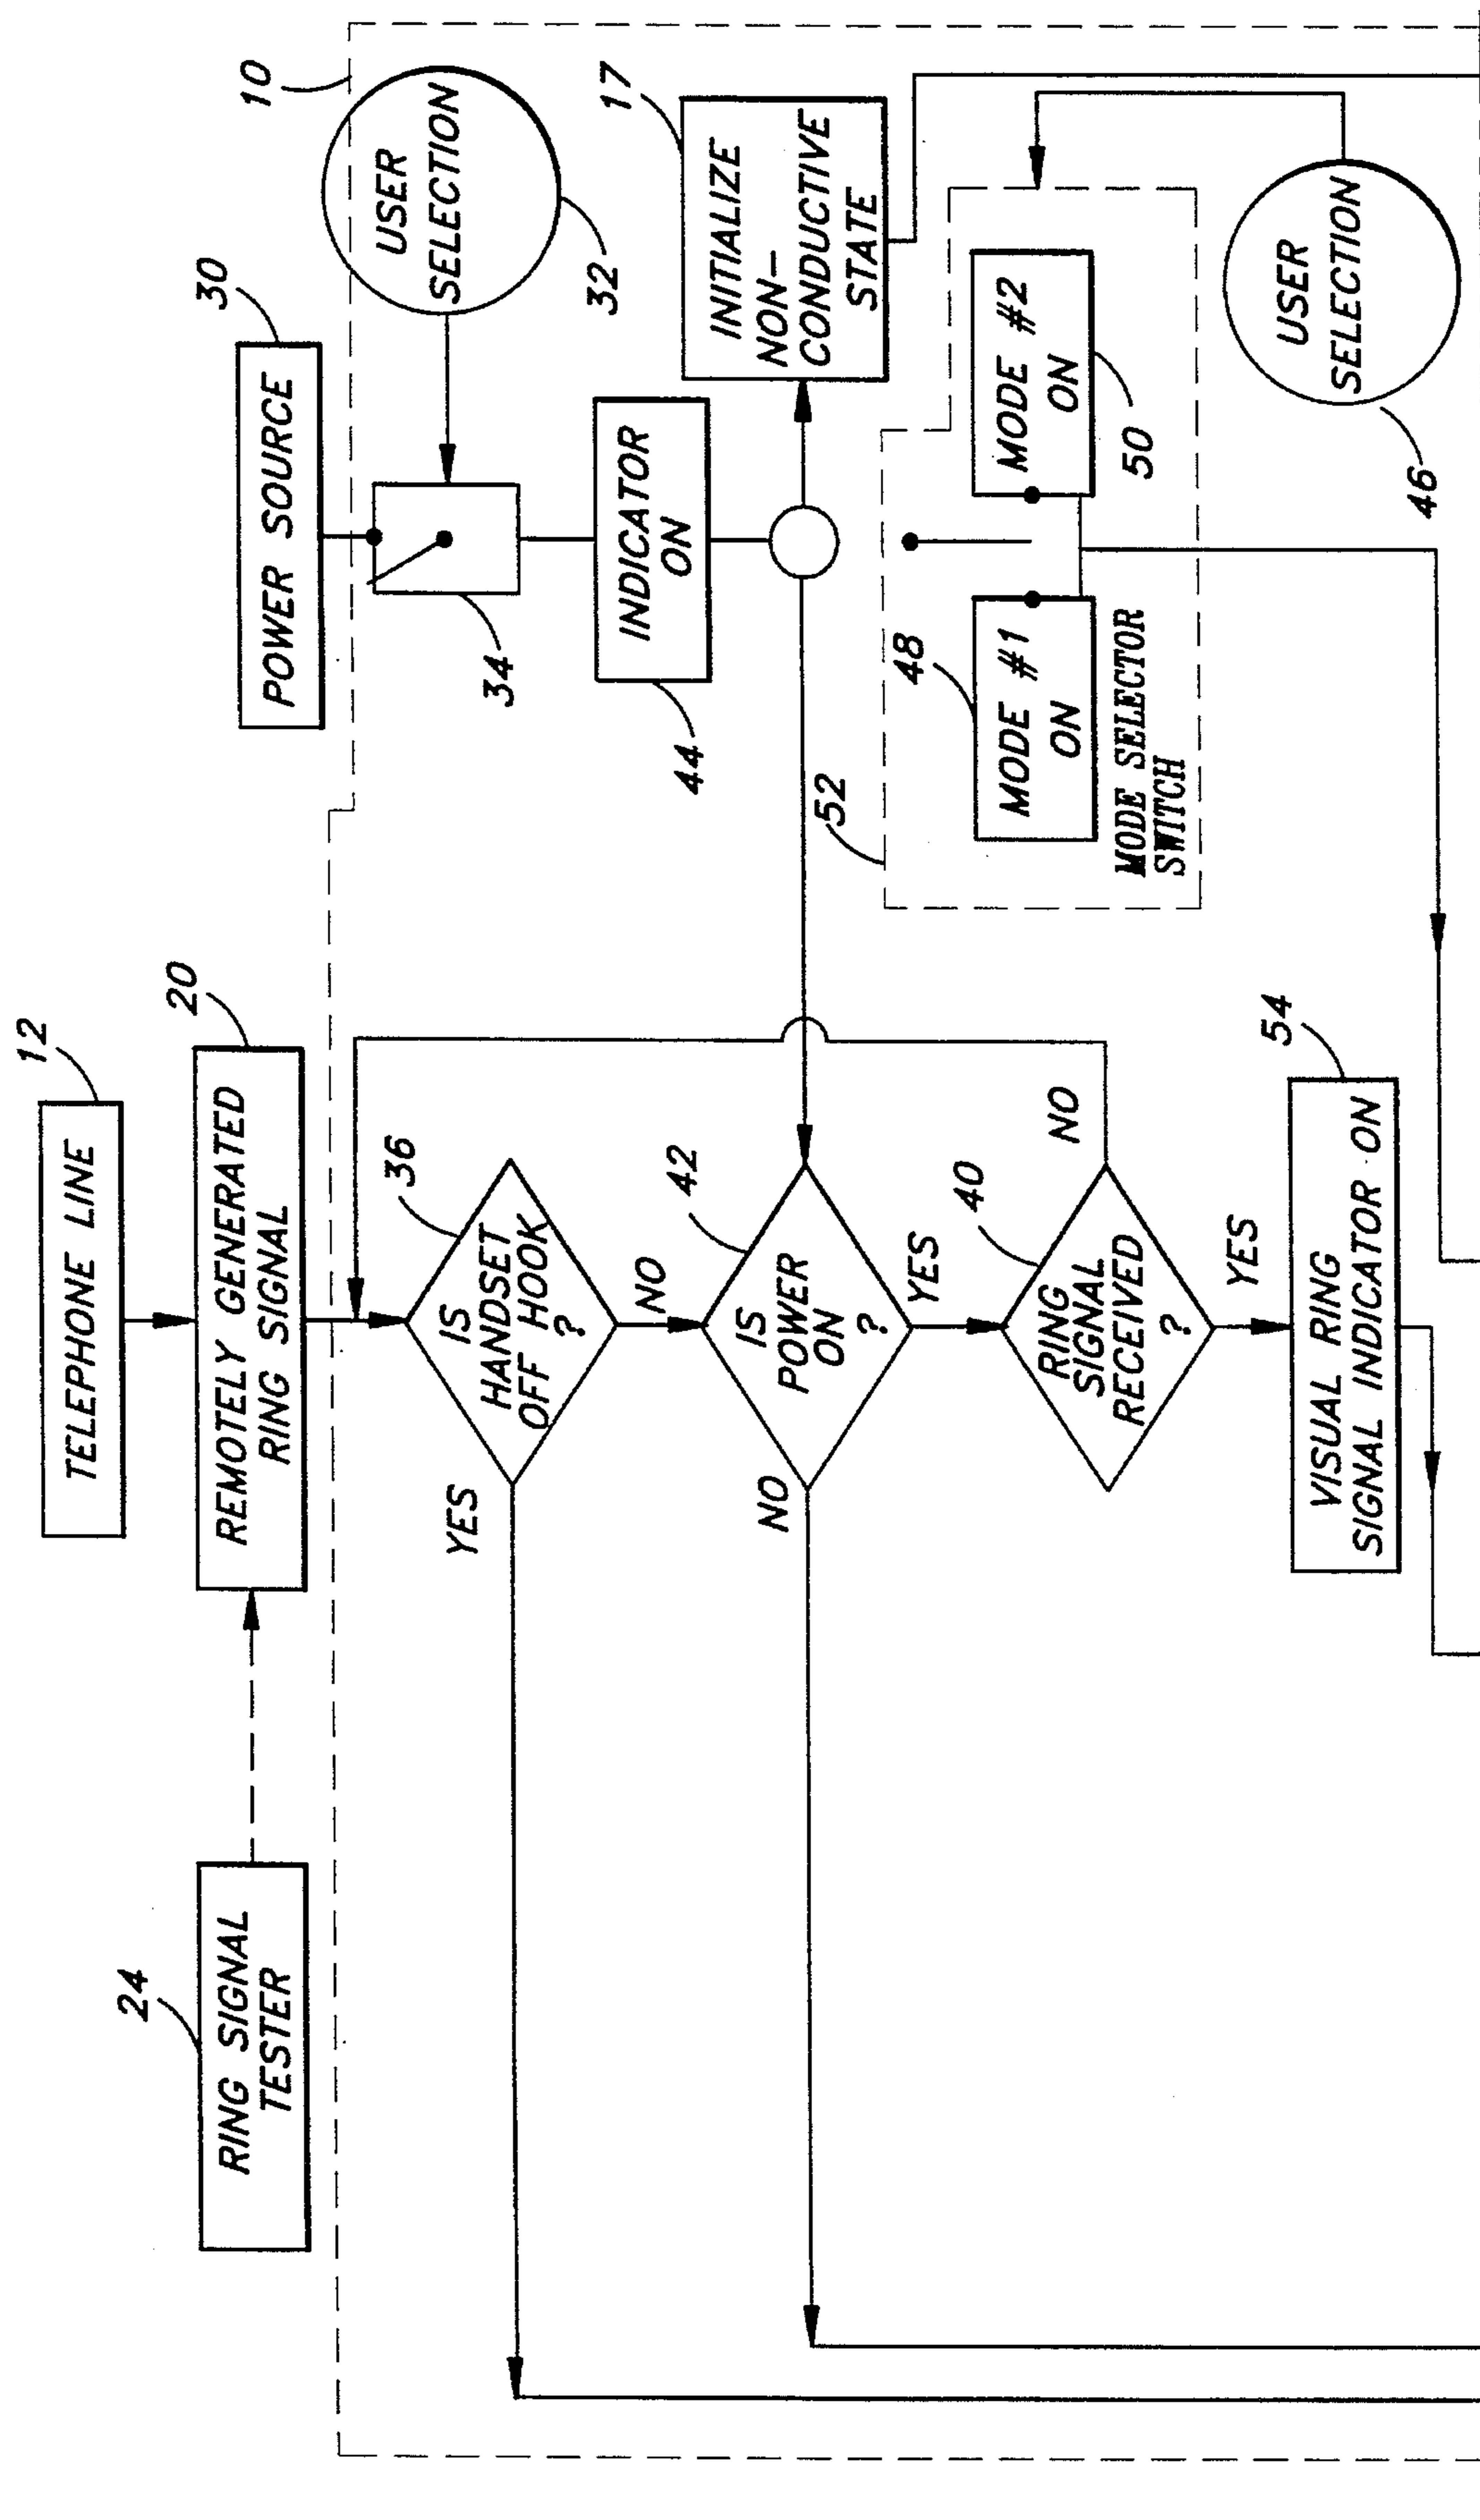 12
TELEPHONE LINE
24
RING SIGNAL
TESTER
20
REMOTELY GENERATED
RING SIGNAL
30
POWER SOURCE
10
USER
SELECTION
32
34
36
IS
HANDSET
OFF HOOK
?
YES
NO
44
INDICATOR
ON
17
INITIALIZE
NON-
CONDUCTIVE
STATE
42
IS
POWER
ON
?
NO
YES
52
48
MODE #1
ON
MODE #2
ON
50
MODE SELECTOR
SWITCH
40
RING
SIGNAL
RECEIVED
?
NO
YES
USER
SELECTION
46
54
VISUAL RING
SIGNAL INDICATOR ON